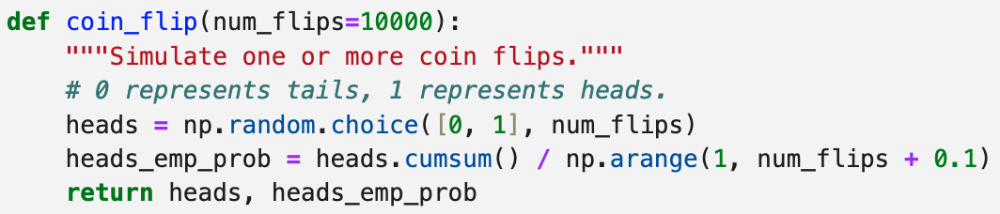 def coin_flip(num_flips=10000):
    """Simulate one or more coin flips."""
    # 0 represents tails, 1 represents heads.
    heads = np.random.choice([0, 1], num_flips)
    heads_emp_prob = heads.cumsum() / np.arange(1, num_flips + 0.1)
    return heads, heads_emp_prob